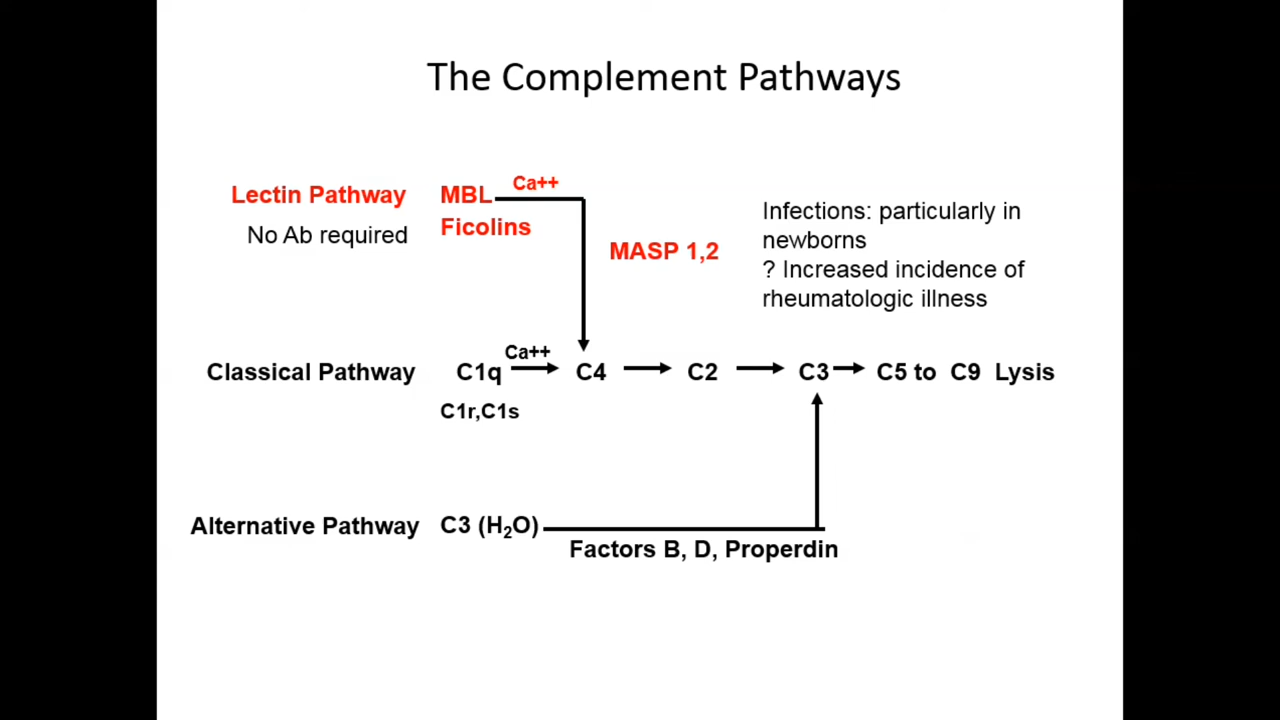 The Complement Pathways
Lectin Pathway
No Ab required
MBL
Ficolins
Ca++
MASP 1,2
Infections: particularly in
newborns
? Increased incidence of
rheumatologic illness
Classical Pathway
C1q
C1r,C1s
Ca++
C4
C2
C3
C5 to C9 Lysis
Alternative Pathway
C3 (H₂O)
Factors B, D, Properdin